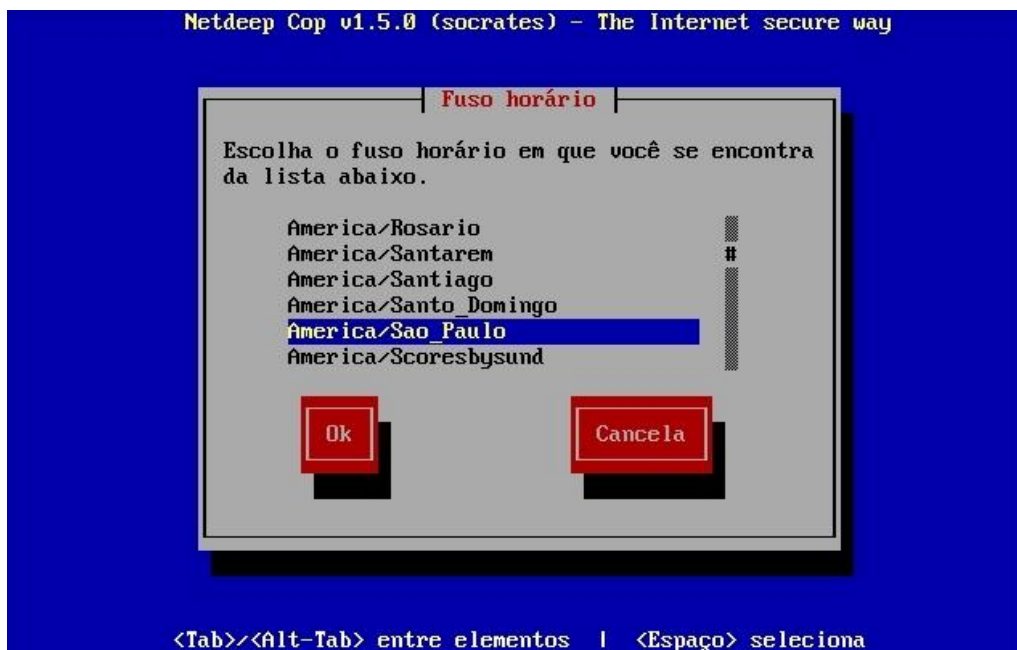 Netdeep Cop v1.5.0 (socrates) - The Internet secure way
Fuso horário
Escolha o fuso horário em que você se encontra
da lista abaixo.
America/Rosario
America/Santarem
#
America/Santiago
America/Santo_Domingo
America/Sao_Paulo
America/Scoresbysund
Ok
Cancela
<Tab>/<Alt-Tab> entre elementos | <Espaço> seleciona